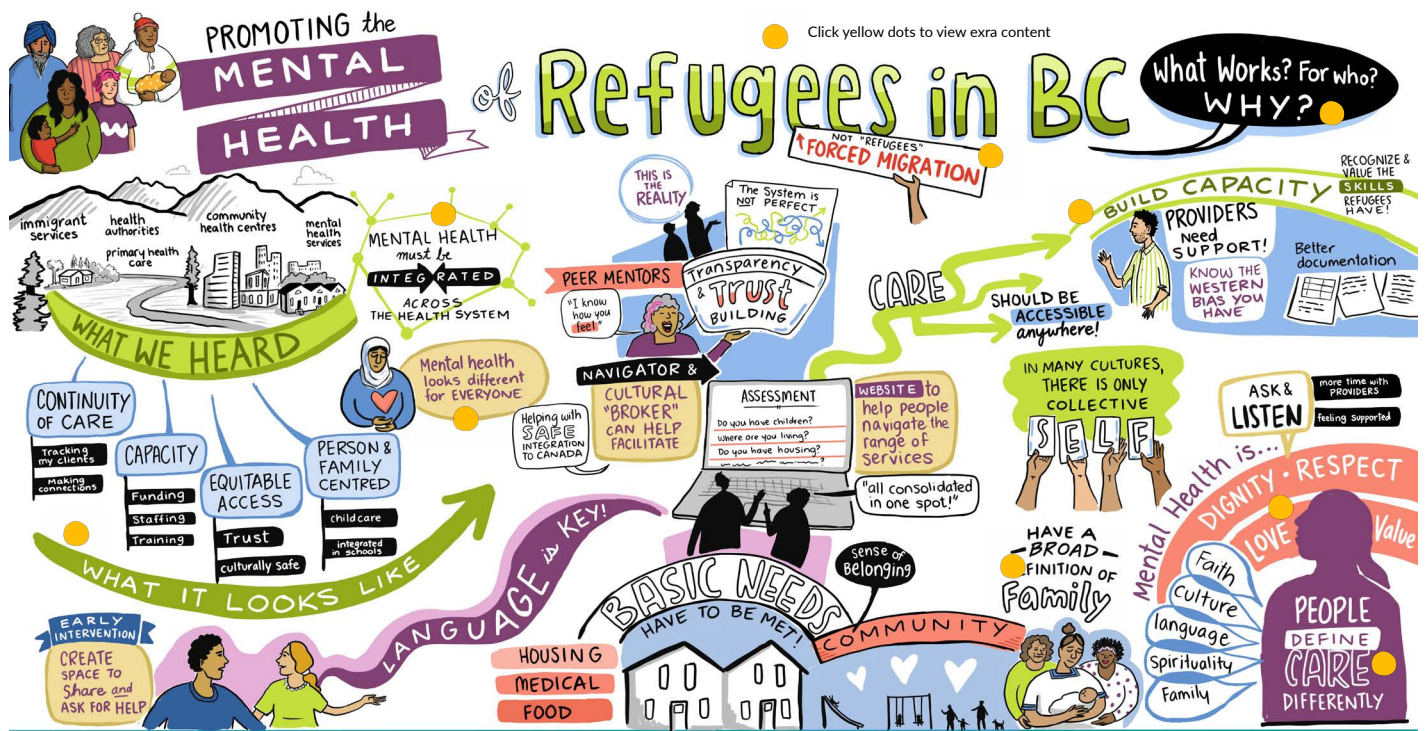 PROMOTING the
MENTAL
HEALTH
of
Refugees in BC
Click yellow dots to view exra content
What Works? For who?
WHY?
NOT "REFUGEES"
FORCED MIGRATION
immigrant
services
health
authorities
community
health centres
mental
health
services
primary health
care
WHAT WE HEARD
MENTAL HEALTH
must be
INTEGRATED
ACROSS
THE HEALTH SYSTEM
Mental health
looks different
for EVERYONE
CONTINUITY
OF CARE
Tracking
my clients
Making
connections
CAPACITY
Funding
Staffing
Training
EQUITABLE
ACCESS
Trust
culturally safe
PERSON &
FAMILY
CENTRED
childcare
integrated
in schools
WHAT IT LOOKS LIKE
EARLY
INTERVENTION
CREATE
SPACE TO
Share and
ASK FOR HELP
LANGUAGE is KEY!
THIS IS
THE
REALITY
The System is
NOT PERFECT
Transparency
& TRUST
BUILDING
PEER MENTORS
"I know
how you
feel"
NAVIGATOR &
CULTURAL
"BROKER"
CAN HELP
FACILITATE
Helping with
SAFE
INTEGRATION
TO CANADA
ASSESSMENT
Do you have children?
Where are you living?
Do you have housing?
?
WEBSITE to
help people
navigate the
range of
services
"all consolidated
in one spot!"
BASIC NEEDS
HAVE TO BE MET!
HOUSING
MEDICAL
FOOD
sense of
Belonging
COMMUNITY
CARE
SHOULD BE
ACCESSIBLE
anywhere!
BUILD CAPACITY
RECOGNIZE &
VALUE THE
SKILLS
REFUGEES
HAVE!
PROVIDERS
Need
SUPPORT!
KNOW THE
WESTERN
BIAS YOU
HAVE
Better
documentation
IN MANY CULTURES,
THERE IS ONLY
COLLECTIVE
SELF
ASK &
LISTEN
more time with
PROVIDERS
feeling supported
HAVE A
BROAD
EFINITION OF
Family
Mental Health is...
DIGNITY • RESPECT
LOVE
Value
Faith
Culture
language
Spirituality
Family
PEOPLE
DEFINE
CARE
DIFFERENTLY